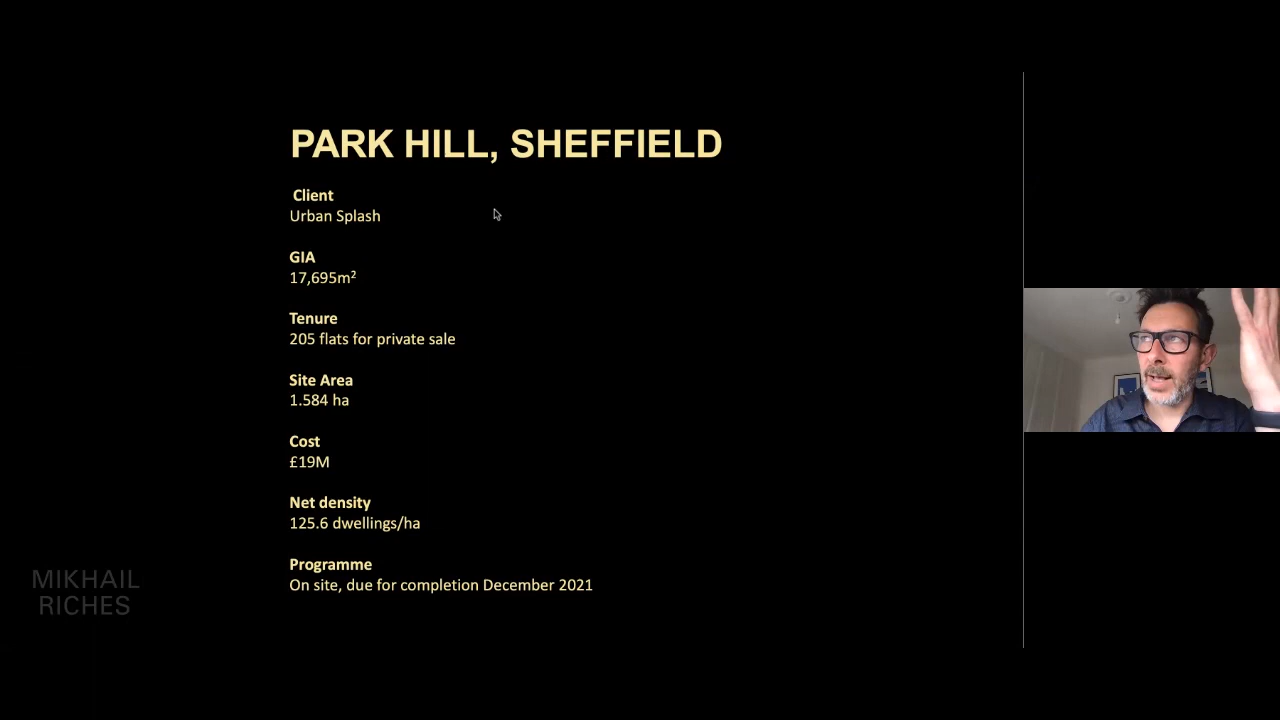 PARK HILL, SHEFFIELD
Client
Urban Splash
GIA
17,695m²
Tenure
205 flats for private sale
Site Area
1.584 ha
Cost
£19M
Net density
125.6 dwellings/ha
Programme
On site, due for completion December 2021
MIKHAIL
RICHES